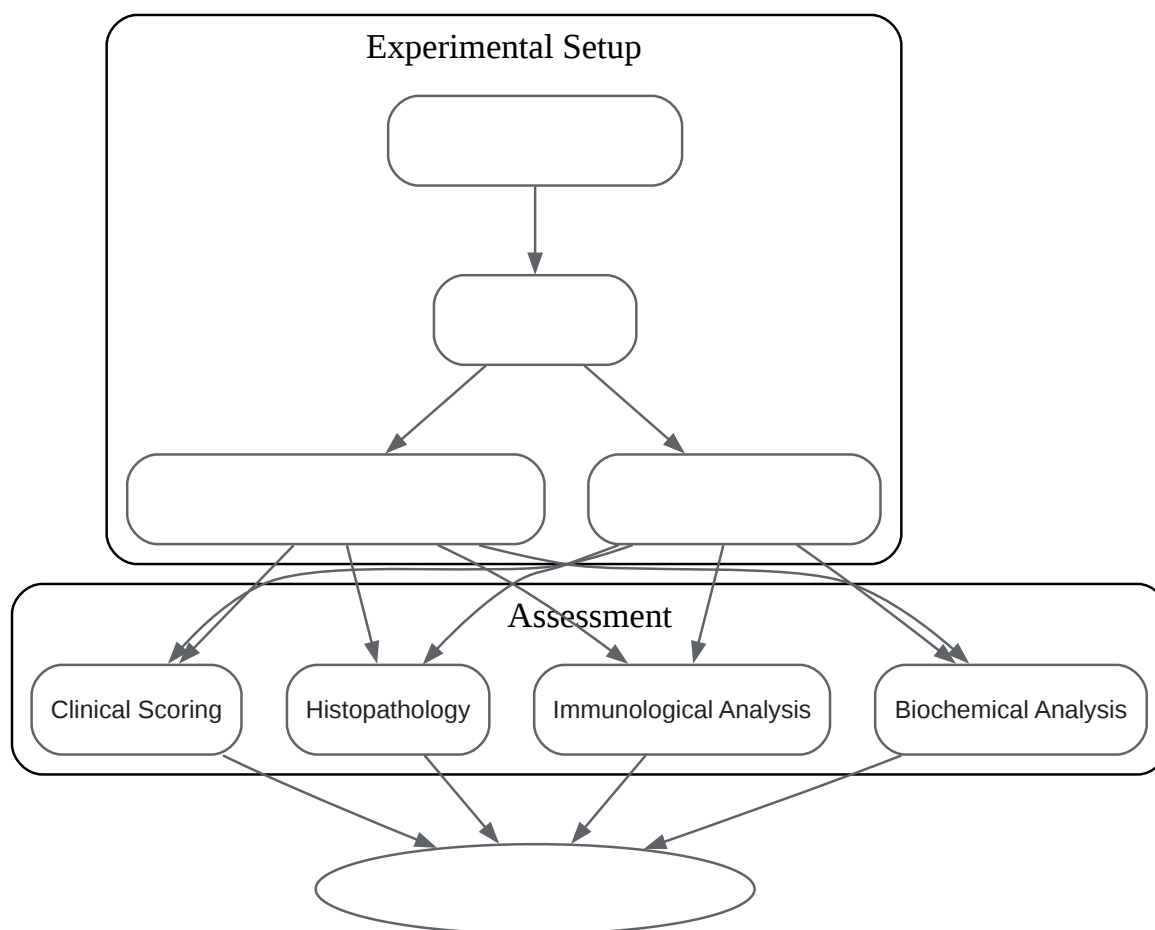 Experimental Setup
Assessment
Clinical Scoring
Histopathology
Immunological Analysis
Biochemical Analysis